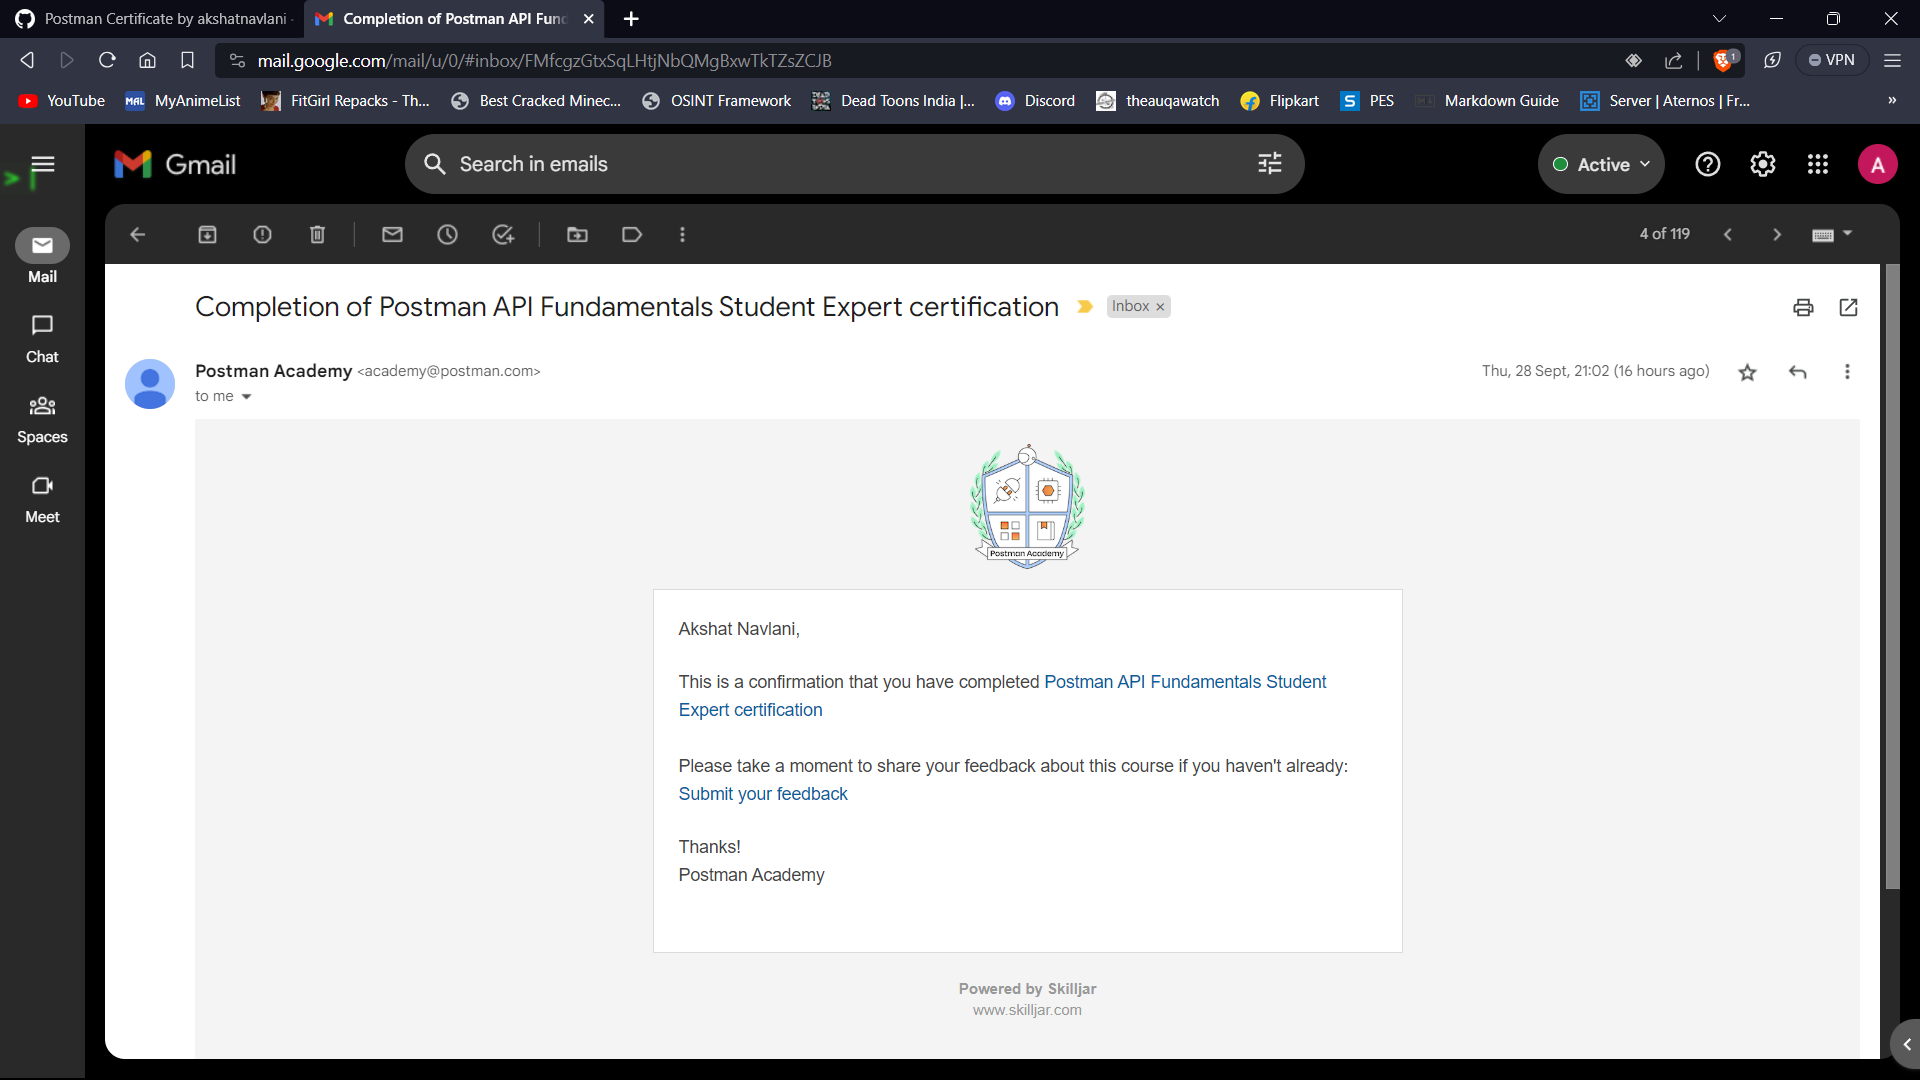 Postman Certificate by akshatnavlani
Completion of Postman API Fund
mail.google.com/mail/u/0/#inbox/FMfcgzGtxSqLHtjNbQMgBxwTkTZsZCJB
1
VPN
YouTube
MAL MyAnimeList
FitGirl Repacks - Th...
Best Cracked Minec...
OSINT Framework
Dead Toons India |...
Discord
theauqawatch
Flipkart
S PES
Markdown Guide
Server | Aternos | Fr...
»
Gmail
Search in emails
Active
A
4 of 119
Mail
Chat
Spaces
Meet
Completion of Postman API Fundamentals Student Expert certification
Inbox ×
Postman Academy <academy@postman.com>
Thu, 28 Sept, 21:02 (16 hours ago)
to me
Postman Academy
Akshat Navlani,
This is a confirmation that you have completed Postman API Fundamentals Student
Expert certification
Please take a moment to share your feedback about this course if you haven't already:
Submit your feedback
Thanks!
Postman Academy
Powered by Skilljar
www.skilljar.com